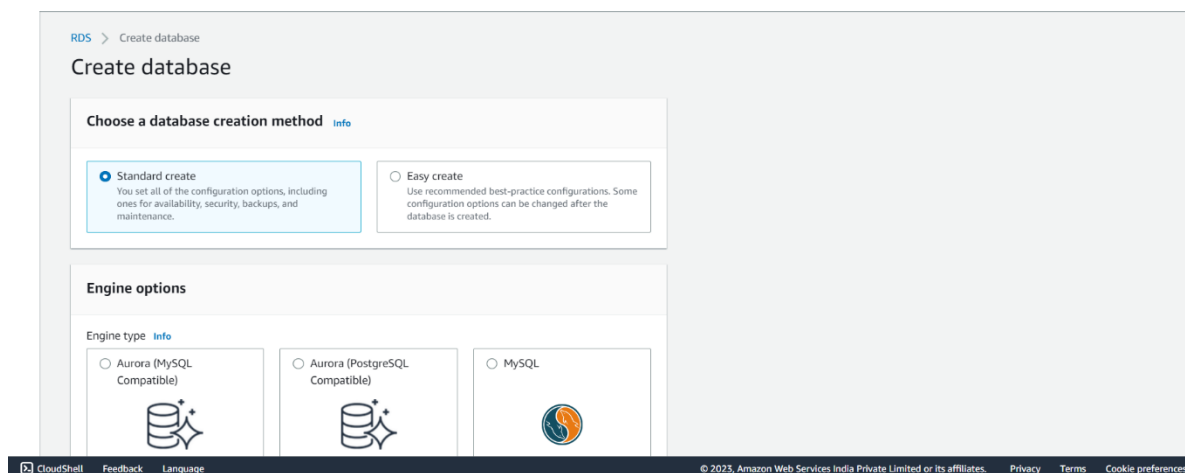 RDS > Create database
Create database
Choose a database creation method Info
Standard create
You set all of the configuration options, including
ones for availability, security, backups, and
maintenance.
Easy create
Use recommended best-practice configurations. Some
configuration options can be changed after the
database is created.
Engine options
Engine type Info
Aurora (MySQL
Compatible)
Aurora (PostgreSQL
Compatible)
MySQL
CloudShell Feedback Language © 2023, Amazon Web Services India Private Limited or its affiliates. Privacy Terms Cookie preferences